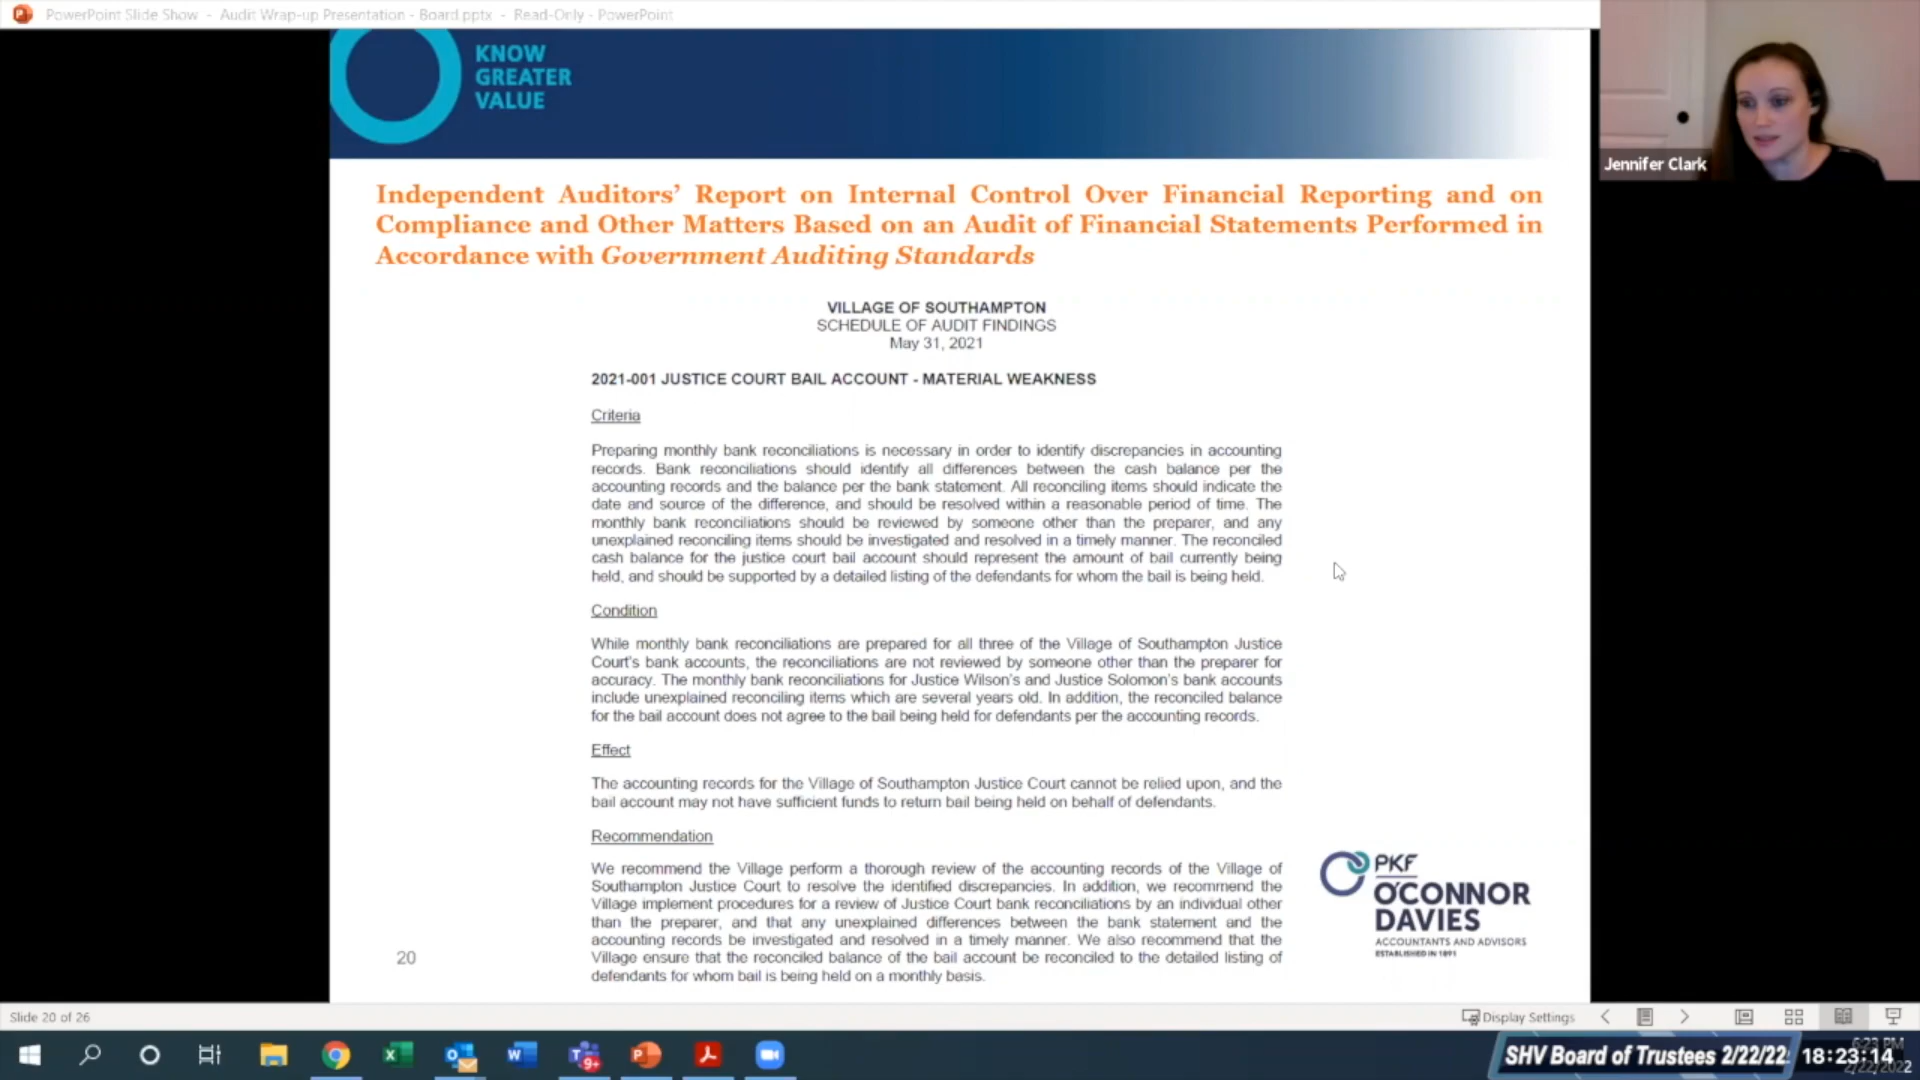 PowerPoint Slide Show - Audit Wrap-up Presentation - Board.pptx - Read-Only - PowerPoint
KNOW
GREATER
VALUE
Jennifer Clark
Independent Auditors’ Report on Internal Control Over Financial Reporting and on
Compliance and Other Matters Based on an Audit of Financial Statements Performed in
Accordance with Government Auditing Standards
VILLAGE OF SOUTHAMPTON
SCHEDULE OF AUDIT FINDINGS
May 31, 2021
2021-001 JUSTICE COURT BAIL ACCOUNT - MATERIAL WEAKNESS
Criteria
Preparing monthly bank reconciliations is necessary in order to identify discrepancies in accounting
records. Bank reconciliations should identify all differences between the cash balance per the
accounting records and the balance per the bank statement. All reconciling items should indicate the
date and source of the difference, and should be resolved within a reasonable period of time. The
monthly bank reconciliations should be reviewed by someone other than the preparer, and any
unexplained reconciling items should be investigated and resolved in a timely manner. The reconciled
cash balance for the justice court bail account should represent the amount of bail currently being
held, and should be supported by a detailed listing of the defendants for whom the bail is being held.
Condition
While monthly bank reconciliations are prepared for all three of the Village of Southampton Justice
Court's bank accounts, the reconciliations are not reviewed by someone other than the preparer for
accuracy. The monthly bank reconciliations for Justice Wilson's and Justice Solomon's bank accounts
include unexplained reconciling items which are several years old. In addition, the reconciled balance
for the bail account does not agree to the bail being held for defendants per the accounting records.
Effect
The accounting records for the Village of Southampton Justice Court cannot be relied upon, and the
bail account may not have sufficient funds to return bail being held on behalf of defendants.
Recommendation
We recommend the Village perform a thorough review of the accounting records of the Village of
Southampton Justice Court to resolve the identified discrepancies. In addition, we recommend the
Village implement procedures for a review of Justice Court bank reconciliations by an individual other
than the preparer, and that any unexplained differences between the bank statement and the
accounting records be investigated and resolved in a timely manner. We also recommend that the
Village ensure that the reconciled balance of the bail account be reconciled to the detailed listing of
defendants for whom bail is being held on a monthly basis.
20
PKF
O'CONNOR
DAVIES
ACCOUNTANTS AND ADVISORS
ESTABLISHED IN 1891
Slide 20 of 26
Display Settings
9+
SHV Board of Trustees 2/22/22
18:23:14